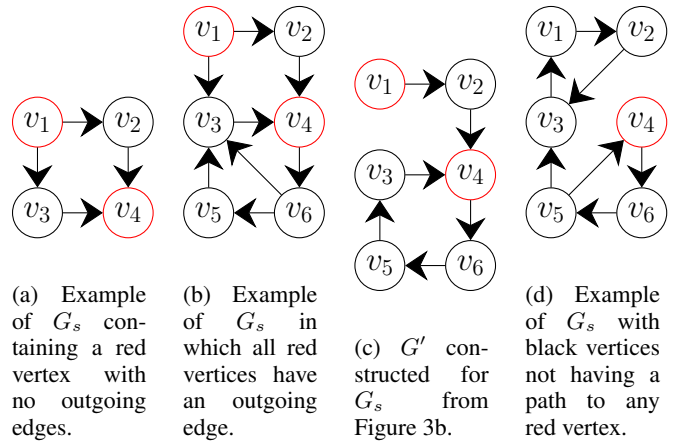 v1 v2
v3 v4
(a) Example
of Gs con-
taining a red
vertex with
no outgoing
edges.
v1 v2
v3 v4
v5 v6
(b) Example
of Gs in
which all red
vertices have
an outgoing
edge.
v1 v2
v3 v4
v5 v6
(c) G′ con-
structed for
Gs from
Figure 3b.
v1 v2
v3 v4
v5 v6
(d) Example
of Gs with
black vertices
not having a
path to any
red vertex.